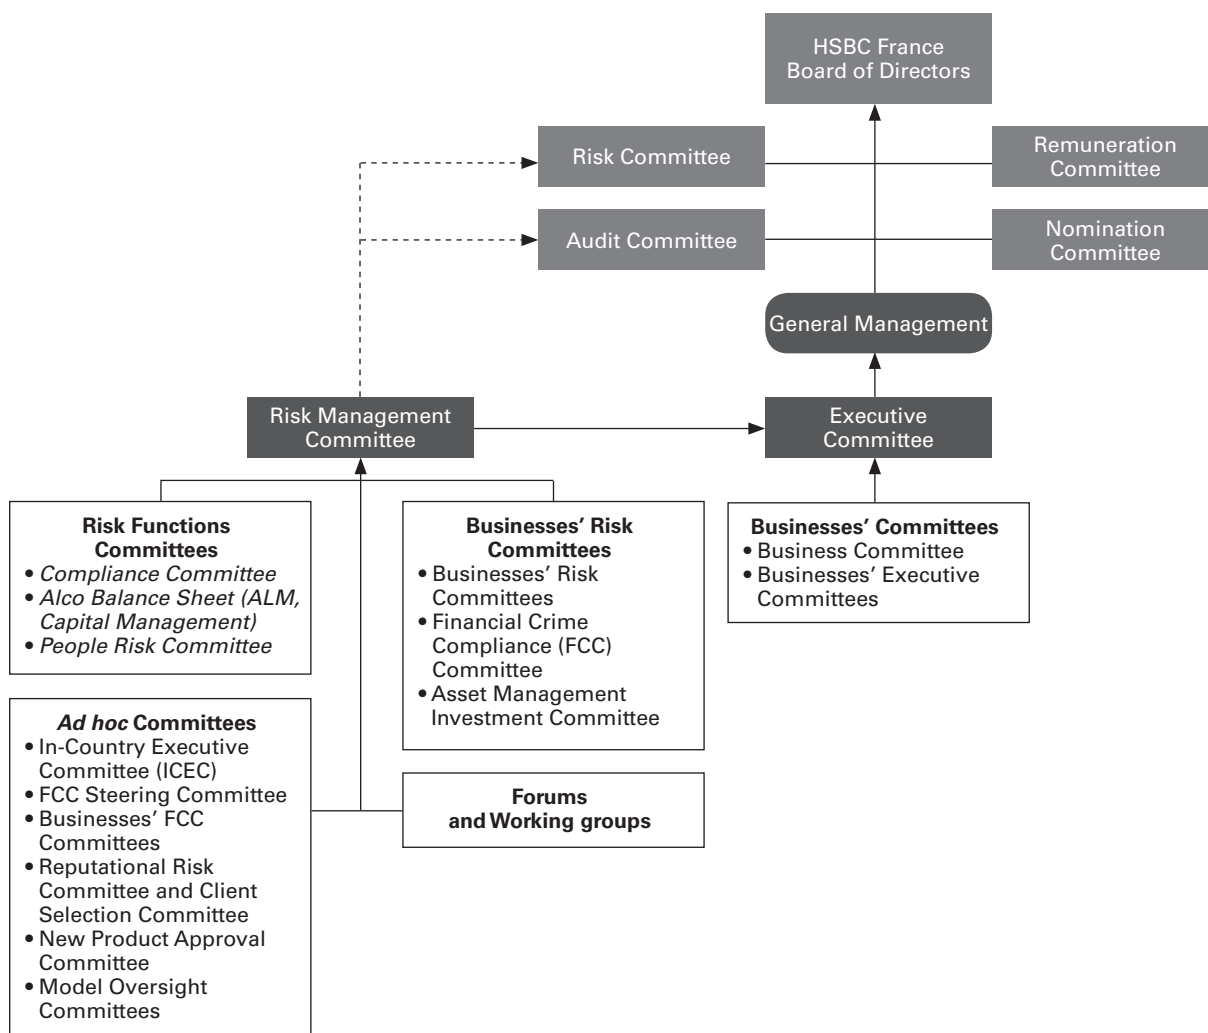 HSBC France
Board of Directors
Risk Committee
Remuneration
Committee
Audit Committee
Nomination
Committee
General Management
Risk Management
Committee
Executive
Committee
Risk Functions
Committees
• Compliance Committee
• Alco Balance Sheet (ALM,
Capital Management)
• People Risk Committee
Businesses’ Risk
Committees
• Businesses’ Risk
Committees
• Financial Crime
Compliance (FCC)
Committee
• Asset Management
Investment Committee
Businesses’ Committees
• Business Committee
• Businesses’ Executive
Committees
Ad hoc Committees
• In-Country Executive
Committee (ICEC)
• FCC Steering Committee
• Businesses’ FCC
Committees
• Reputational Risk
Committee and Client
Selection Committee
• New Product Approval
Committee
• Model Oversight
Committees
Forums
and Working groups